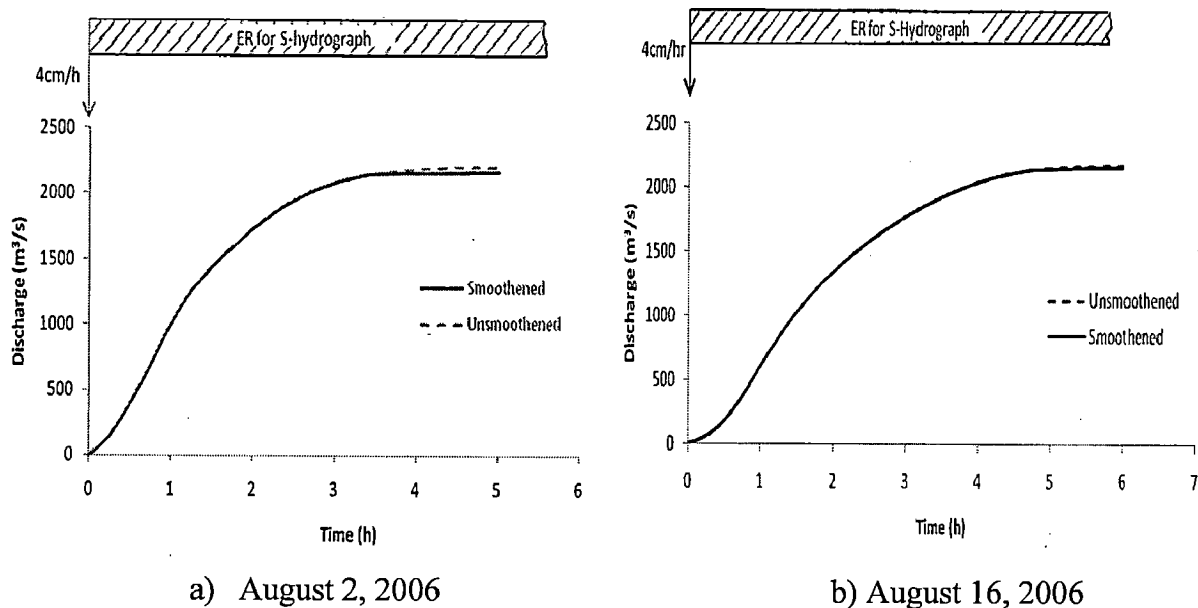 ER for S-hydrograph
4cm/h
2500
2000
1500
1000
500
0
Discharge (m³/s)
Smoothened
Unsmoothened
0 1 2 3 4 5 6
Time (h)
a) August 2, 2006
ER for S-Hydrograph
4cm/hr
2500
2000
1500
1000
500
0
Discharge (m³/s)
Unsmoothened
Smoothened
0 1 2 3 4 5 6 7
Time (h)
b) August 16, 2006